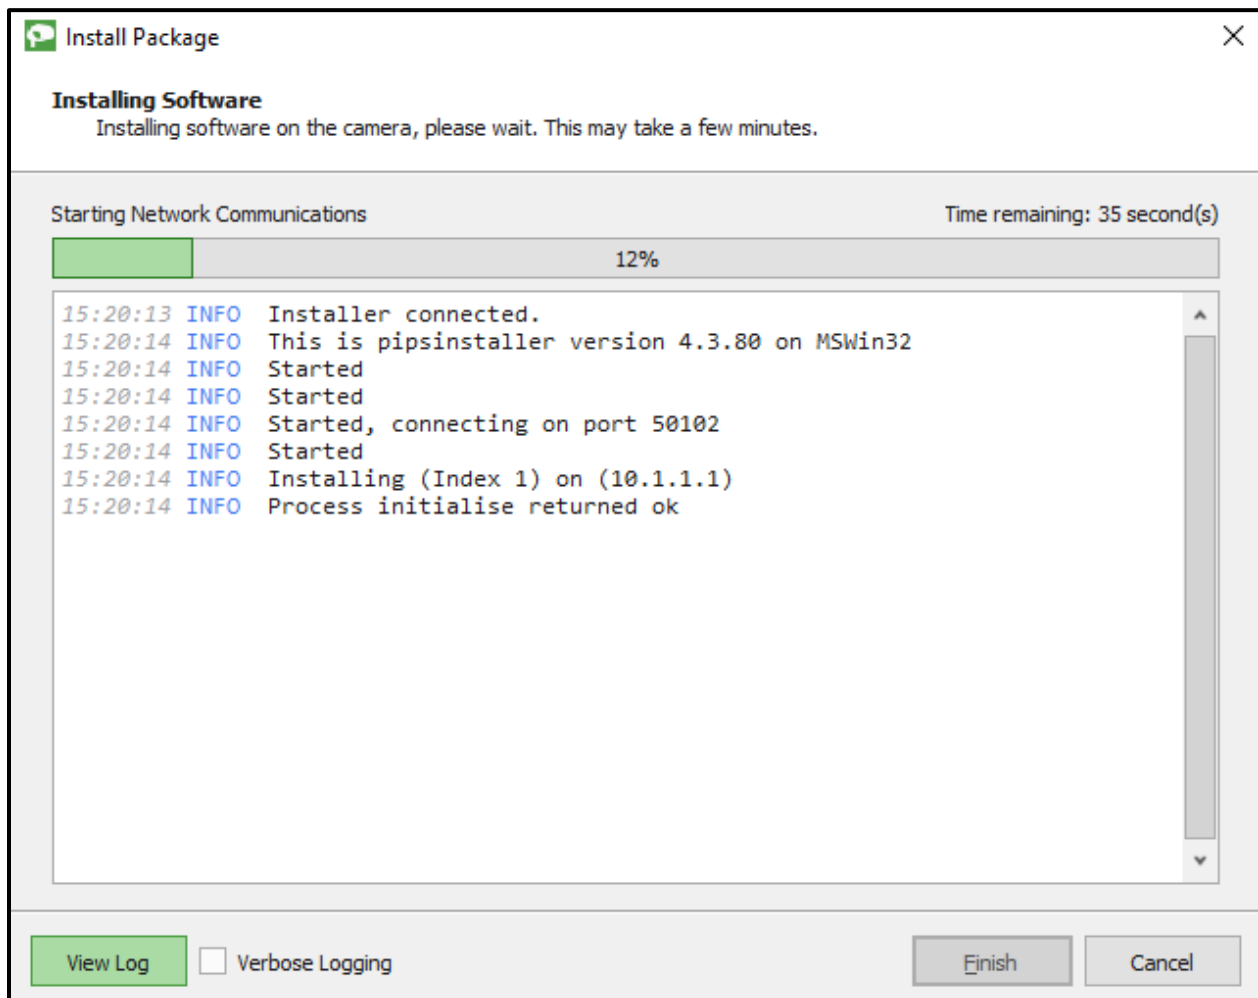 Install Package
Installing Software
Installing software on the camera, please wait. This may take a few minutes.
Starting Network Communications
Time remaining: 35 second(s)
12%
15:20:13 INFO Installer connected.
15:20:14 INFO This is pipsinstaller version 4.3.80 on MSWin32
15:20:14 INFO Started
15:20:14 INFO Started
15:20:14 INFO Started, connecting on port 50102
15:20:14 INFO Started
15:20:14 INFO Installing (Index 1) on (10.1.1.1)
15:20:14 INFO Process initialise returned ok
View Log
Verbose Logging
Finish
Cancel